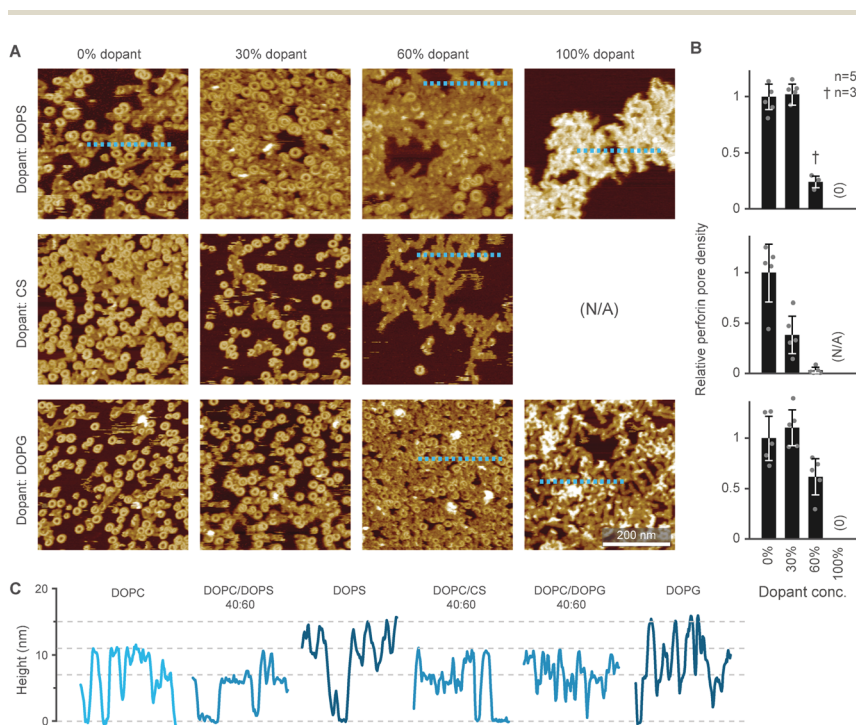 A
0% dopant
30% dopant
60% dopant
100% dopant
Dopant: DOPS
Dopant: CS
(N/A)
Dopant: DOPG
200 nm
B
n=5
† n=3
1
0.5
0
†
(0)
1
0.5
0
(N/A)
1
0.5
0
(0)
Relative perforin pore density
0%
30%
60%
100%
Dopant conc.
C
DOPC
DOPC/DOPS
40:60
DOPS
DOPC/CS
40:60
DOPC/DOPG
40:60
DOPG
20
10
0
Height (nm)